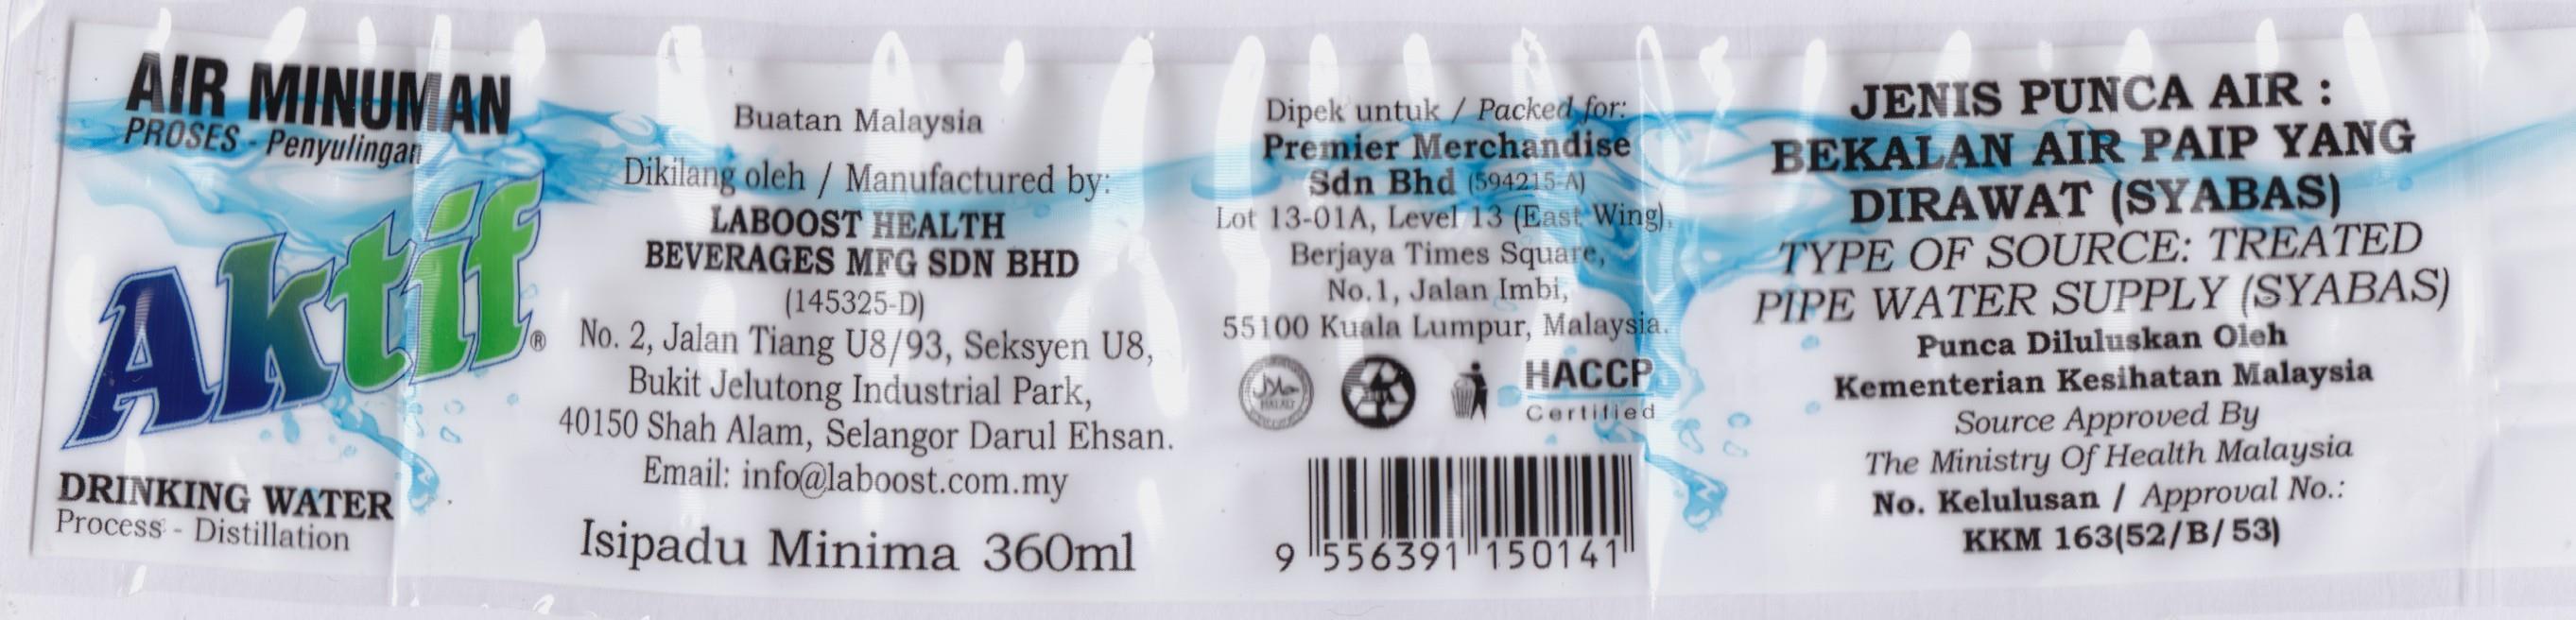 AIR MINUMAN
PROSES - Penyulingan
Aktif®
DRINKING WATER
Process - Distillation
Buatan Malaysia
Dikilang oleh / Manufactured by:
LABOOST HEALTH
BEVERAGES MFG SDN BHD
(145325-D)
No. 2, Jalan Tiang U8/93, Seksyen U8,
Bukit Jelutong Industrial Park,
40150 Shah Alam, Selangor Darul Ehsan.
Email: info@laboost.com.my
Isipadu Minima 360ml
Dipek untuk / Packed for:
Premier Merchandise
Sdn Bhd (594215-A)
Lot 13-01A, Level 13 (East Wing),
Berjaya Times Square,
No.1, Jalan Imbi,
55100 Kuala Lumpur, Malaysia.
حلال
HALAL
HACCP
Certified
9 556391 150141
JENIS PUNCA AIR :
BEKALAN AIR PAIP YANG
DIRAWAT (SYABAS)
TYPE OF SOURCE: TREATED
PIPE WATER SUPPLY (SYABAS)
Punca Diluluskan Oleh
Kementerian Kesihatan Malaysia
Source Approved By
The Ministry Of Health Malaysia
No. Kelulusan / Approval No.:
KKM 163(52/B/53)